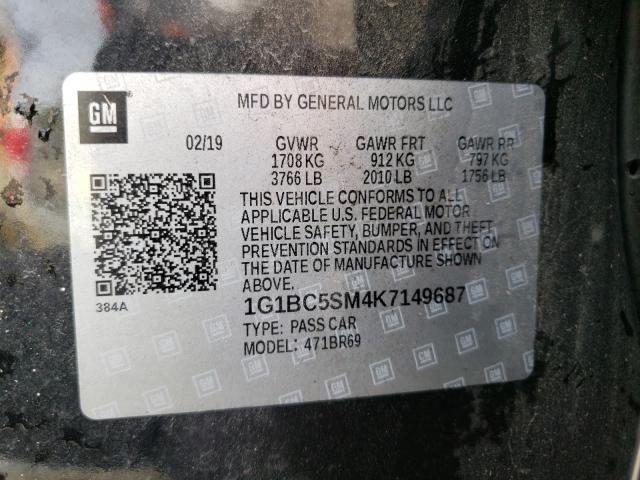 GM
MFD BY GENERAL MOTORS LLC
02/19 GVWR GAWR FRT GAWR RR
1708 KG 912 KG 797 KG
3766 LB 2010 LB 1756 LB
THIS VEHICLE CONFORMS TO ALL
APPLICABLE U.S. FEDERAL MOTOR
VEHICLE SAFETY, BUMPER, AND THEFT
PREVENTION STANDARDS IN EFFECT ON
THE DATE OF MANUFACTURE SHOWN
ABOVE.
384A
1G1BC5SM4K7149687
TYPE: PASS CAR
MODEL: 471BR69